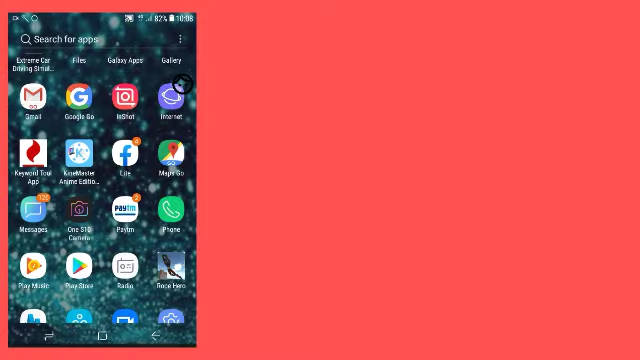 82% 10:08
Search for apps
Extreme Car Driving Simul...
Files
Galaxy Apps
Gallery
Gmail
Google Go
InShot
Internet
Keyword Tool App
KineMaster Anime Editio...
Lite
Maps Go
Messages
One S10 Camera
Paytm
Phone
Play Music
Play Store
Radio
Rope Hero